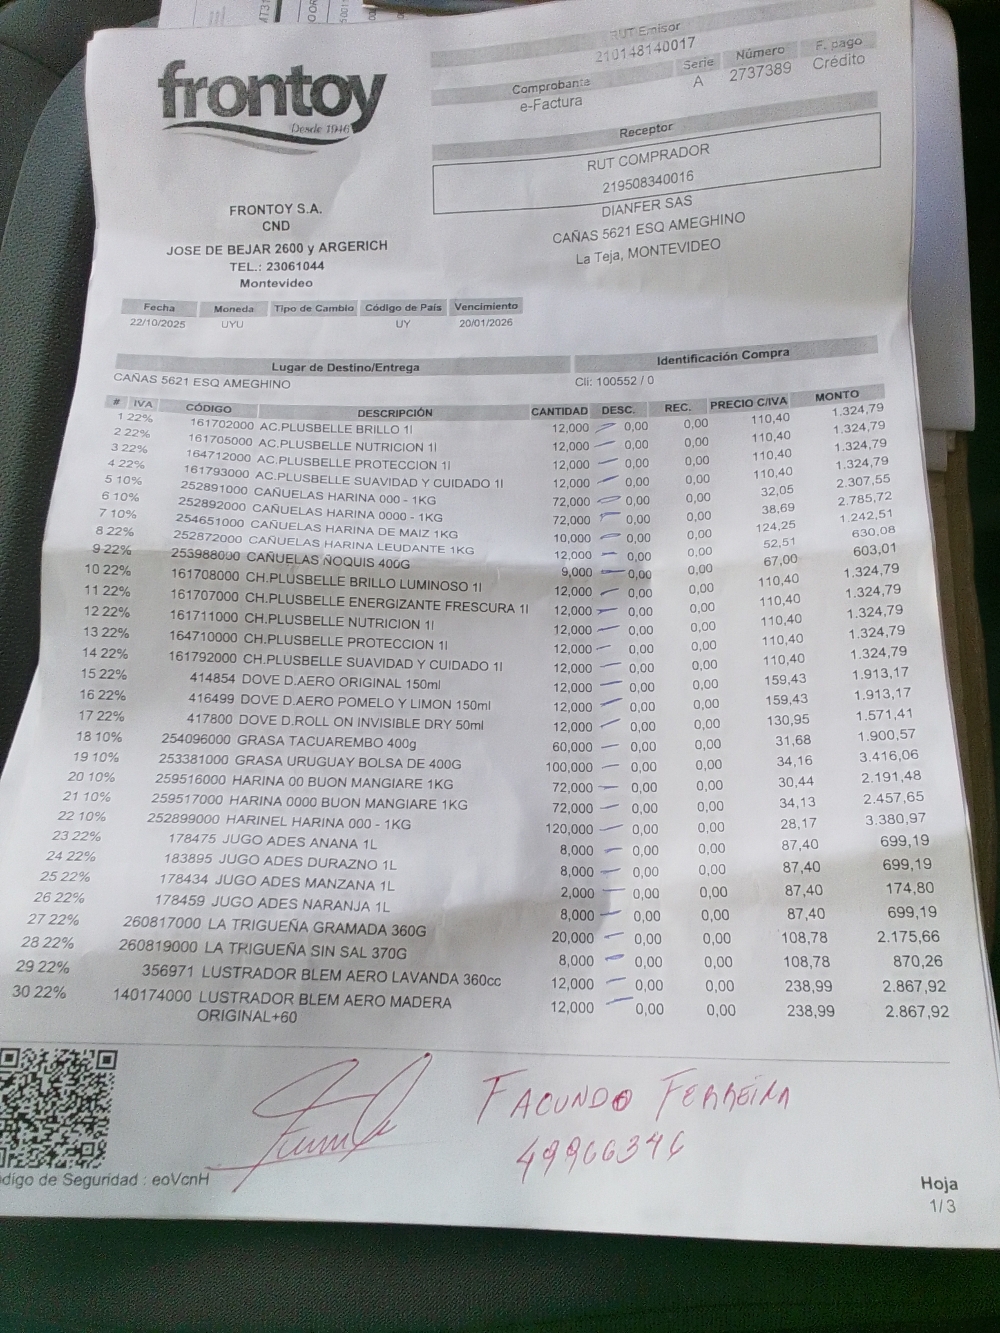 frontoy
Desde 1946
RUT Emisor
210148140017
Comprobante Serie Número F. pago
e-Factura A 2737389 Crédito
Receptor
RUT COMPRADOR
219508340016
DIANFER SAS
CAÑAS 5621 ESQ AMEGHINO
La Teja, MONTEVIDEO
FRONTOY S.A.
CND
JOSE DE BEJAR 2600 y ARGERICH
TEL.: 23061044
Montevideo
Fecha Moneda Tipo de Cambio Código de País Vencimiento
22/10/2025 UYU UY 20/01/2026
Lugar de Destino/Entrega Identificación Compra
CAÑAS 5621 ESQ AMEGHINO Cli: 100552 / 0
# IVA CÓDIGO DESCRIPCIÓN CANTIDAD DESC. REC. PRECIO C/IVA MONTO
1 22% 161702000 AC.PLUSBELLE BRILLO 1l 12,000 0,00 0,00 110,40 1.324,79
2 22% 161705000 AC.PLUSBELLE NUTRICION 1l 12,000 0,00 0,00 110,40 1.324,79
3 22% 164712000 AC.PLUSBELLE PROTECCION 1l 12,000 0,00 0,00 110,40 1.324,79
4 22% 161793000 AC.PLUSBELLE SUAVIDAD Y CUIDADO 1l 12,000 0,00 0,00 110,40 1.324,79
5 10% 252891000 CAÑUELAS HARINA 000 - 1KG 72,000 0,00 0,00 32,05 2.307,55
6 10% 252892000 CAÑUELAS HARINA 0000 - 1KG 72,000 0,00 0,00 38,69 2.785,72
7 10% 254651000 CAÑUELAS HARINA DE MAIZ 1KG 10,000 0,00 0,00 124,25 1.242,51
8 22% 252872000 CAÑUELAS HARINA LEUDANTE 1KG 12,000 0,00 0,00 52,51 630,08
9 22% 253988000 CAÑUELAS ÑOQUIS 400G 9,000 0,00 0,00 67,00 603,01
10 22% 161708000 CH.PLUSBELLE BRILLO LUMINOSO 1l 12,000 0,00 0,00 110,40 1.324,79
11 22% 161707000 CH.PLUSBELLE ENERGIZANTE FRESCURA 1l 12,000 0,00 0,00 110,40 1.324,79
12 22% 161711000 CH.PLUSBELLE NUTRICION 1l 12,000 0,00 0,00 110,40 1.324,79
13 22% 164710000 CH.PLUSBELLE PROTECCION 1l 12,000 0,00 0,00 110,40 1.324,79
14 22% 161792000 CH.PLUSBELLE SUAVIDAD Y CUIDADO 1l 12,000 0,00 0,00 110,40 1.324,79
15 22% 414854 DOVE D.AERO ORIGINAL 150ml 12,000 0,00 0,00 159,43 1.913,17
16 22% 416499 DOVE D.AERO POMELO Y LIMON 150ml 12,000 0,00 0,00 159,43 1.913,17
17 22% 417800 DOVE D.ROLL ON INVISIBLE DRY 50ml 12,000 0,00 0,00 130,95 1.571,41
18 10% 254096000 GRASA TACUAREMBO 400g 60,000 0,00 0,00 31,68 1.900,57
19 10% 253381000 GRASA URUGUAY BOLSA DE 400G 100,000 0,00 0,00 34,16 3.416,06
20 10% 259516000 HARINA 00 BUON MANGIARE 1KG 72,000 0,00 0,00 30,44 2.191,48
21 10% 259517000 HARINA 0000 BUON MANGIARE 1KG 72,000 0,00 0,00 34,13 2.457,65
22 10% 252899000 HARINEL HARINA 000 - 1KG 120,000 0,00 0,00 28,17 3.380,97
23 22% 178475 JUGO ADES ANANA 1L 8,000 0,00 0,00 87,40 699,19
24 22% 183895 JUGO ADES DURAZNO 1L 8,000 0,00 0,00 87,40 699,19
25 22% 178434 JUGO ADES MANZANA 1L 2,000 0,00 0,00 87,40 174,80
26 22% 178459 JUGO ADES NARANJA 1L 8,000 0,00 0,00 87,40 699,19
27 22% 260817000 LA TRIGUEÑA GRAMADA 360G 20,000 0,00 0,00 108,78 2.175,66
28 22% 260819000 LA TRIGUEÑA SIN SAL 370G 8,000 0,00 0,00 108,78 870,26
29 22% 356971 LUSTRADOR BLEM AERO LAVANDA 360cc 12,000 0,00 0,00 238,99 2.867,92
30 22% 140174000 LUSTRADOR BLEM AERO MADERA 12,000 0,00 0,00 238,99 2.867,92
ORIGINAL+60
FACUNDO FERREIRA
49966346
digo de Seguridad : eoVcnH
Hoja
1/3